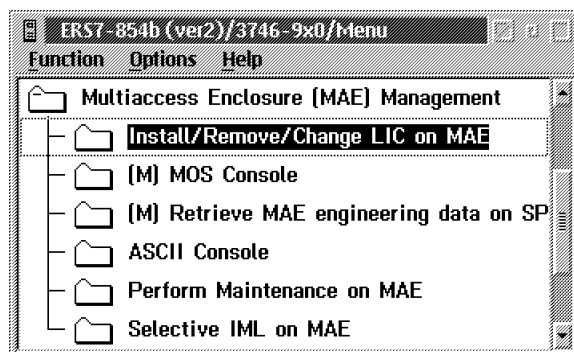 ERS7-854b (ver2)/3746-9x0/Menu
Function Options Help
Multiaccess Enclosure (MAE) Management
Install/Remove/Change LIC on MAE
(M) MOS Console
(M) Retrieve MAE engineering data on SP
ASCII Console
Perform Maintenance on MAE
Selective IML on MAE